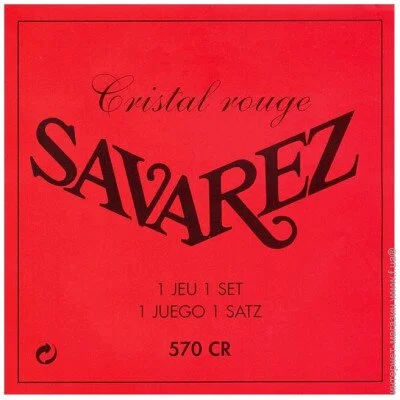 Cristal rouge
SAVAREZ
1 JEU 1 SET
1 JUEGO 1 SATZ
570 CR